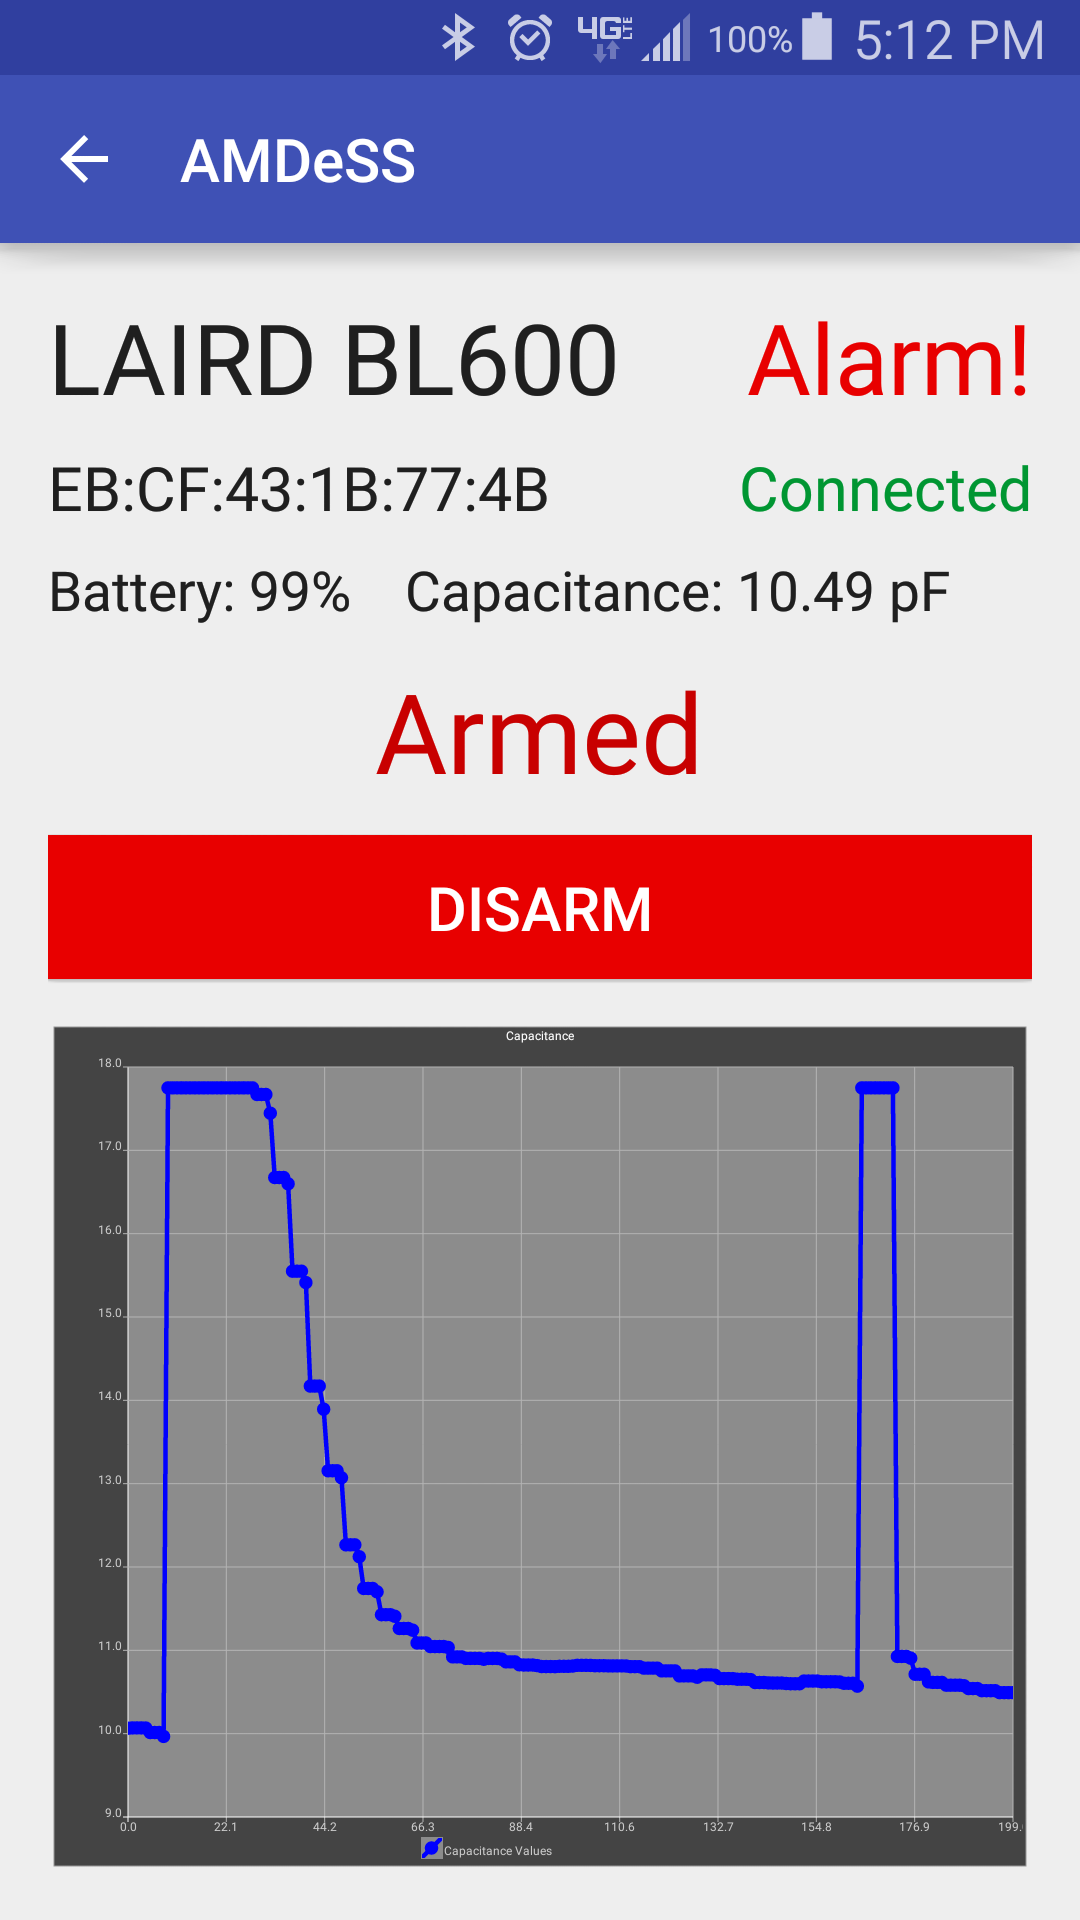 4G LTE 100% 5:12 PM
AMDeSS
LAIRD BL600 Alarm!
EB:CF:43:1B:77:4B Connected
Battery: 99% Capacitance: 10.49 pF
Armed
DISARM
Capacitance
18.0
17.0
16.0
15.0
14.0
13.0
12.0
11.0
10.0
9.0
0.0 22.1 44.2 66.3 88.4 110.6 132.7 154.8 176.9 199.
Capacitance Values